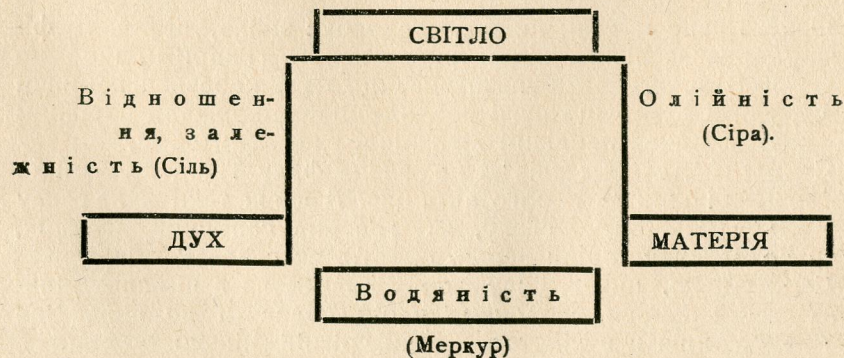 СВІТЛО
Відношен-
ня, зале-
жність (Сіль)
Олійність
(Сіра).
ДУХ
МАТЕРІЯ
Водяність
(Меркур)